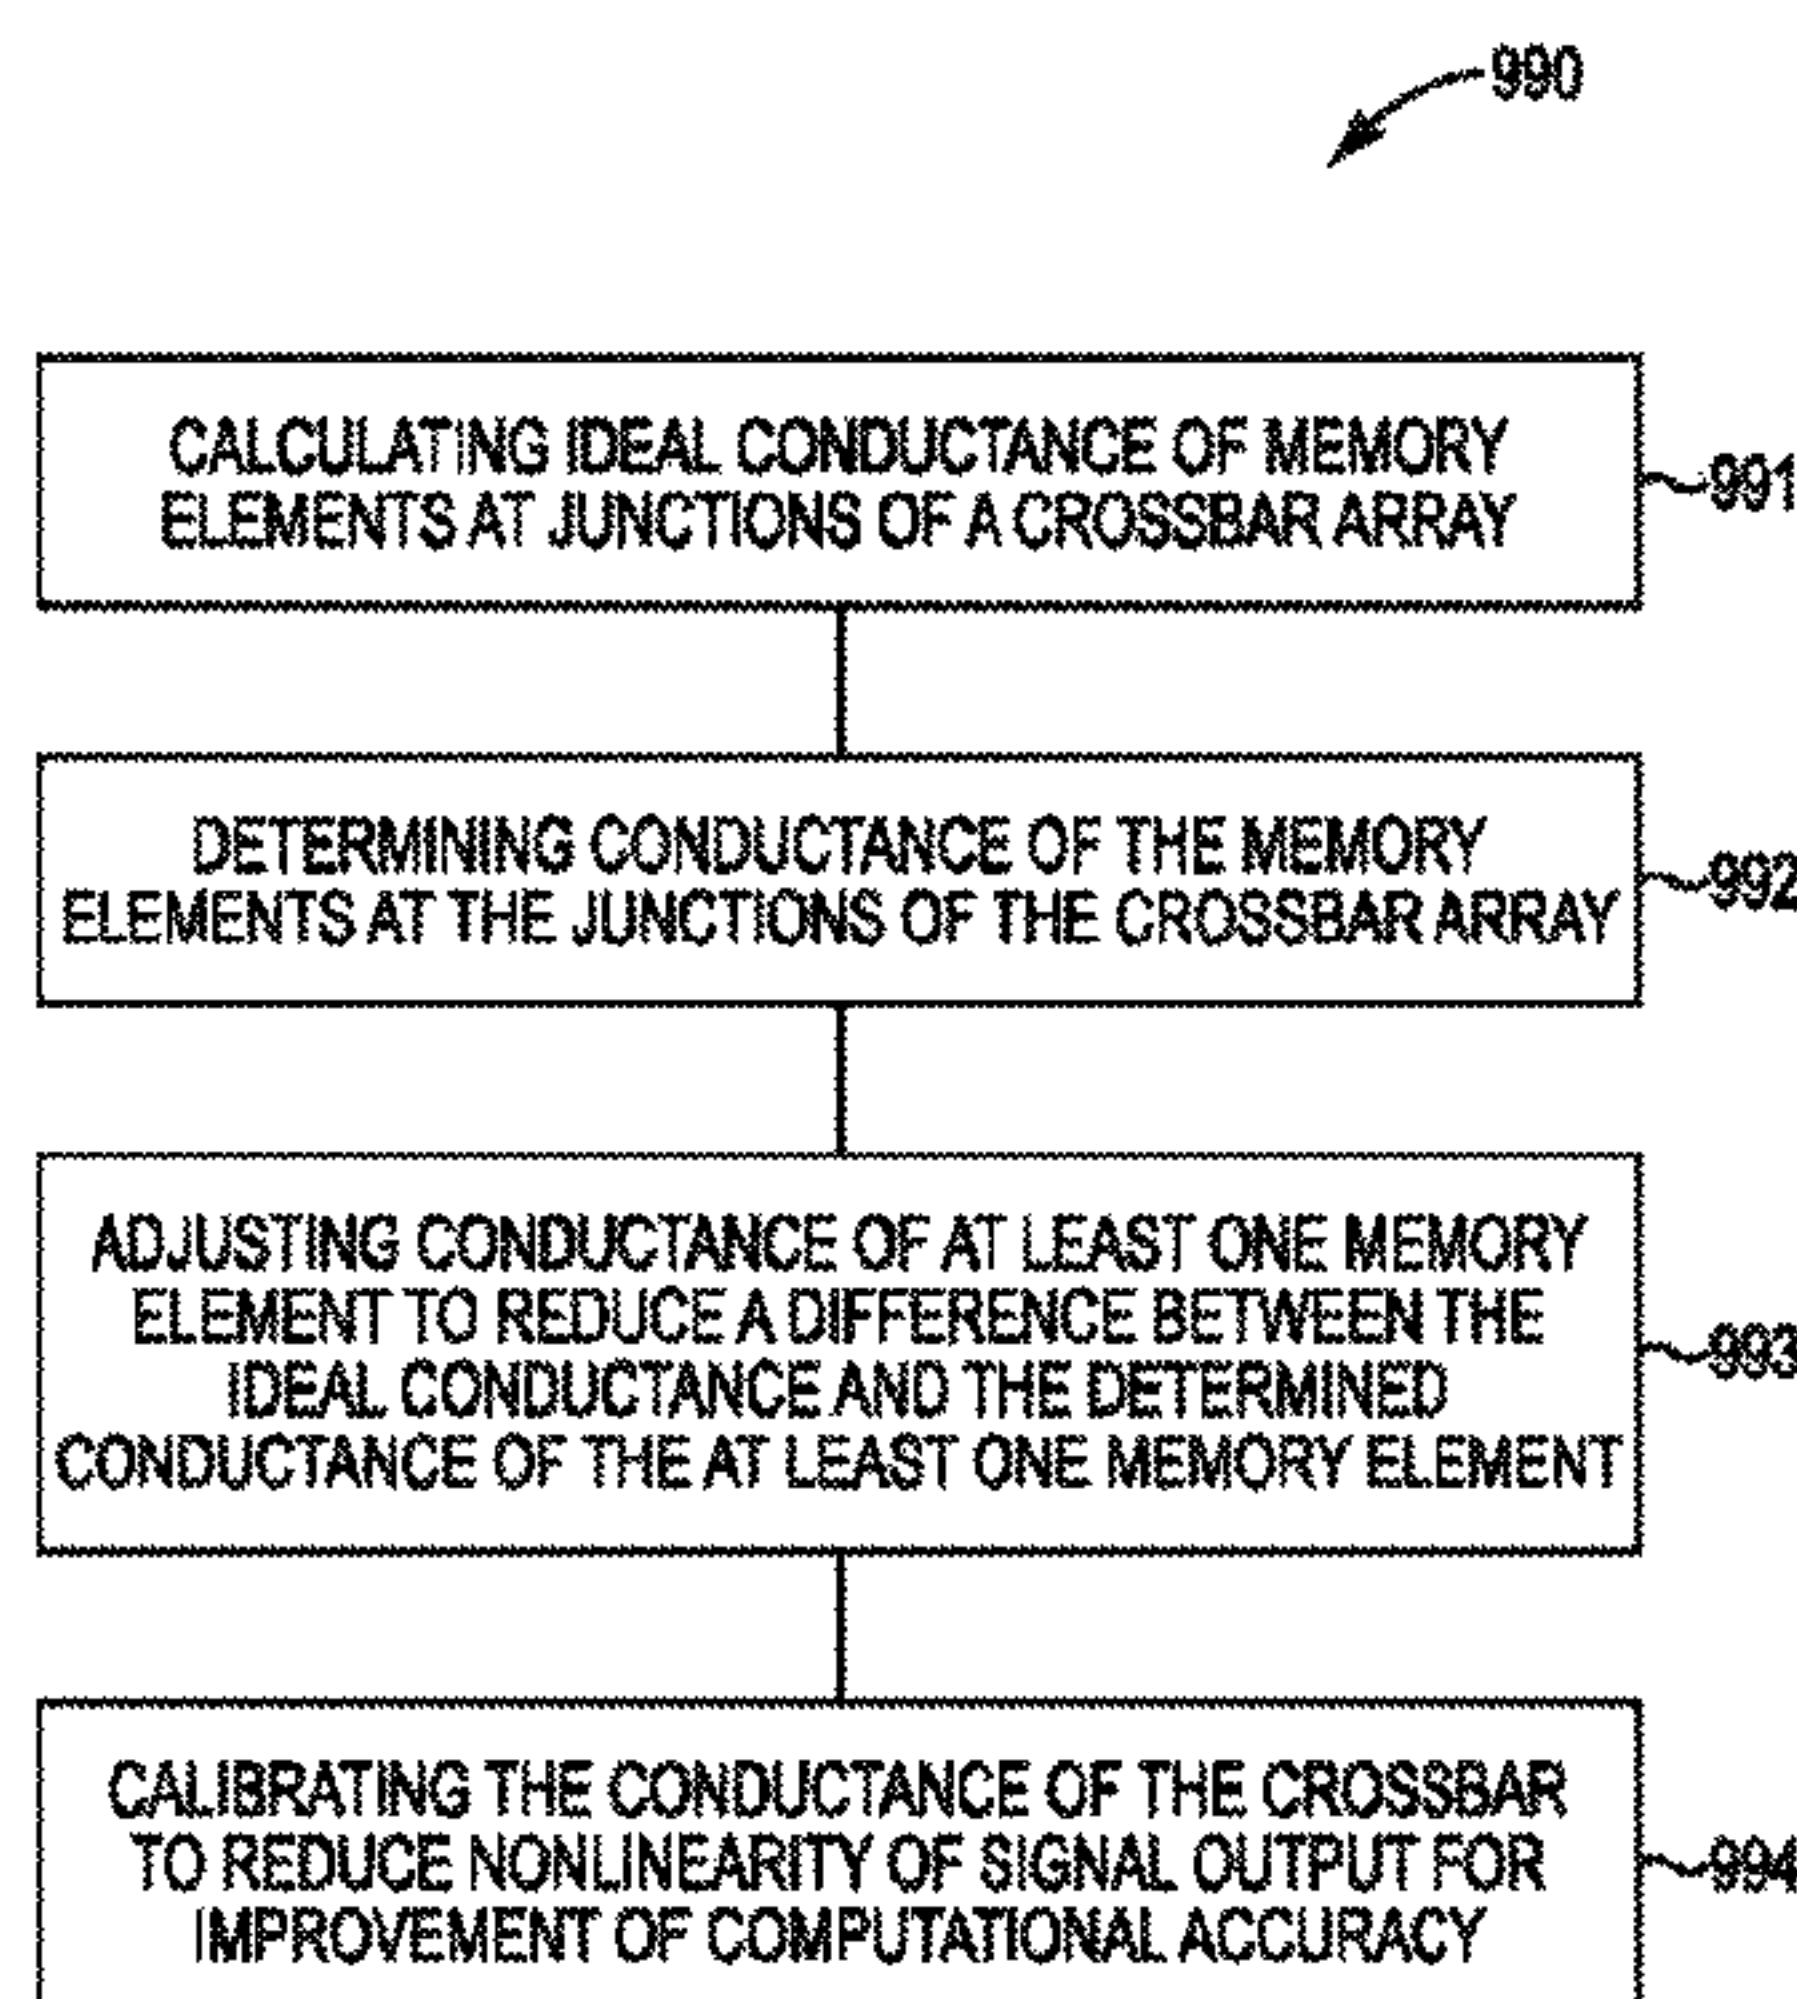 990
CALCULATING IDEAL CONDUCTANCE OF MEMORY
ELEMENTS AT JUNCTIONS OF A CROSSBAR ARRAY
991
DETERMINING CONDUCTANCE OF THE MEMORY
ELEMENTS AT THE JUNCTIONS OF THE CROSSBAR ARRAY
992
ADJUSTING CONDUCTANCE OF AT LEAST ONE MEMORY
ELEMENT TO REDUCE A DIFFERENCE BETWEEN THE
IDEAL CONDUCTANCE AND THE DETERMINED
CONDUCTANCE OF THE AT LEAST ONE MEMORY ELEMENT
993
CALIBRATING THE CONDUCTANCE OF THE CROSSBAR
TO REDUCE NONLINEARITY OF SIGNAL OUTPUT FOR
IMPROVEMENT OF COMPUTATIONAL ACCURACY
994